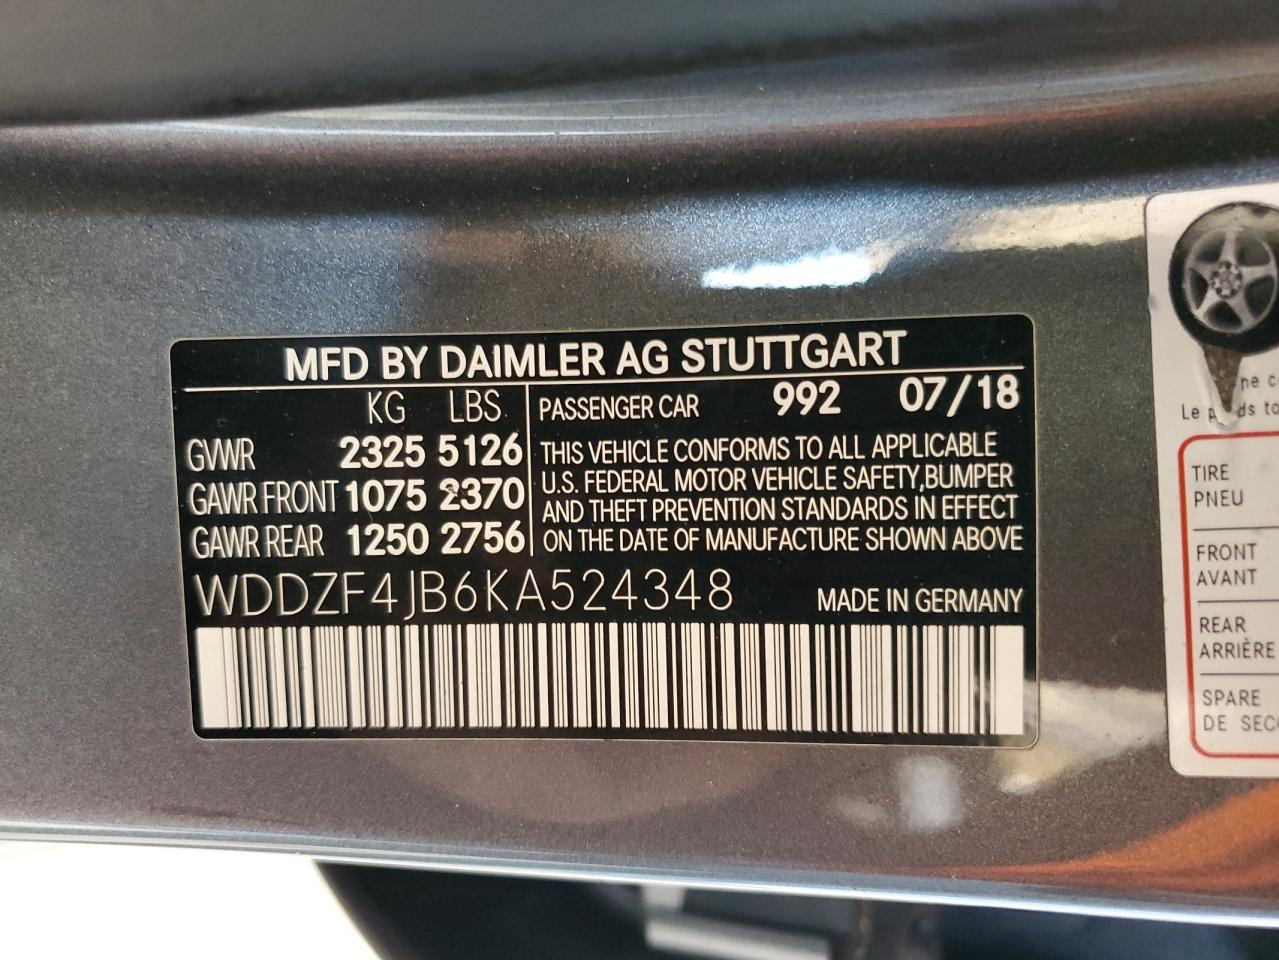 MFD BY DAIMLER AG STUTTGART
KG LBS
GVWR 2325 5126
GAWR FRONT 1075 2370
GAWR REAR 1250 2756
PASSENGER CAR 992 07/18
THIS VEHICLE CONFORMS TO ALL APPLICABLE
U.S. FEDERAL MOTOR VEHICLE SAFETY,BUMPER
AND THEFT PREVENTION STANDARDS IN EFFECT
ON THE DATE OF MANUFACTURE SHOWN ABOVE
WDDZF4JB6KA524348
MADE IN GERMANY
Le
TIRE
PNEU
FRONT
AVANT
REAR
ARRIÈRE
SPARE
DE